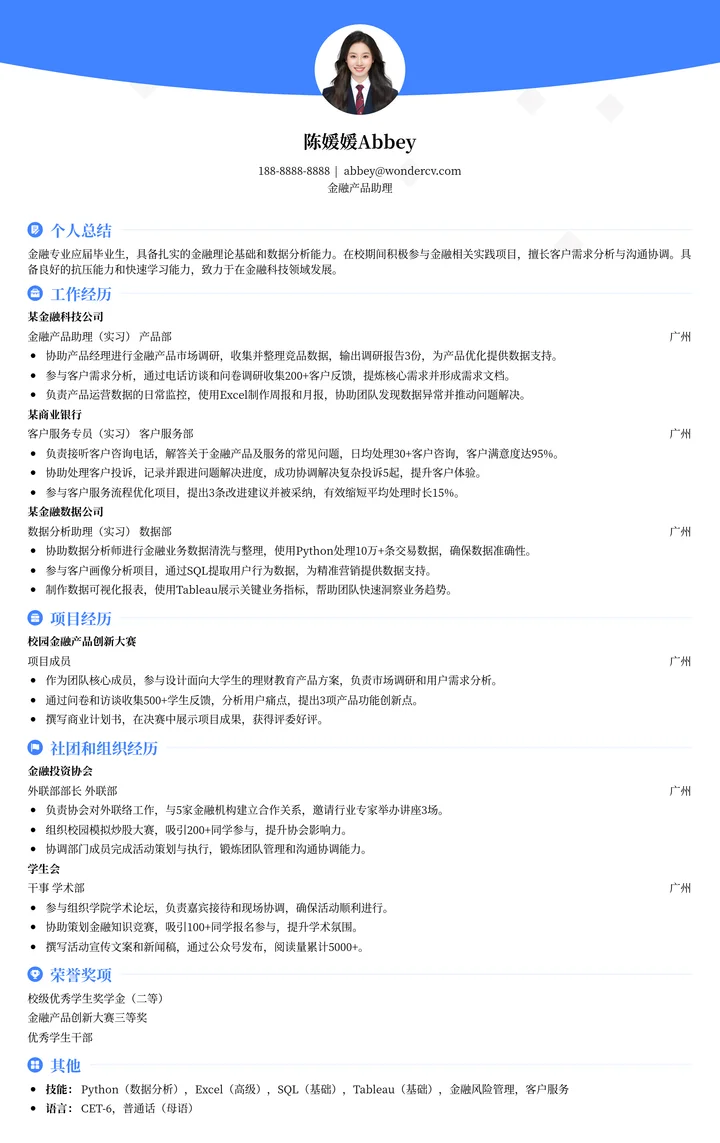 陈媛媛Abbey
188-8888-8888 | abbey@wondercv.com
金融产品助理
个人总结
金融专业应届毕业生，具备扎实的金融理论基础和数据分析能力。在校期间积极参与金融相关实践项目，擅长客户需求分析与沟通协调。具
备良好的抗压能力和快速学习能力，致力于在金融科技领域发展。
工作经历
某金融科技公司
金融产品助理（实习） 产品部 广州
• 协助产品经理进行金融产品市场调研，收集并整理竞品数据，输出调研报告3份，为产品优化提供数据支持。
• 参与客户需求分析，通过电话访谈和问卷调研收集200+客户反馈，提炼核心需求并形成需求文档。
• 负责产品运营数据的日常监控，使用Excel制作周报和月报，协助团队发现数据异常并推动问题解决。
某商业银行
客户服务专员（实习） 客户服务部 广州
• 负责接听客户咨询电话，解答关于金融产品及服务的常见问题，日均处理30+客户咨询，客户满意度达95%。
• 协助处理客户投诉，记录并跟进问题解决进度，成功协调解决复杂投诉5起，提升客户体验。
• 参与客户服务流程优化项目，提出3条改进建议并被采纳，有效缩短平均处理时长15%。
某金融数据公司
数据分析助理（实习） 数据部 广州
• 协助数据分析师进行金融业务数据清洗与整理，使用Python处理10万+条交易数据，确保数据准确性。
• 参与客户画像分析项目，通过SQL提取用户行为数据，为精准营销提供数据支持。
• 制作数据可视化报表，使用Tableau展示关键业务指标，帮助团队快速洞察业务趋势。
项目经历
校园金融产品创新大赛
项目成员 广州
• 作为团队核心成员，参与设计面向大学生的理财教育产品方案，负责市场调研和用户需求分析。
• 通过问卷和访谈收集500+学生反馈，分析用户痛点，提出3项产品功能创新点。
• 撰写商业计划书，在决赛中展示项目成果，获得评委好评。
社团和组织经历
金融投资协会
外联部部长 外联部 广州
• 负责协会对外联络工作，与5家金融机构建立合作关系，邀请行业专家举办讲座3场。
• 组织校园模拟炒股大赛，吸引200+同学参与，提升协会影响力。
• 协调部门成员完成活动策划与执行，锻炼团队管理和沟通协调能力。
学生会
干事 学术部 广州
• 参与组织学院学术论坛，负责嘉宾接待和现场协调，确保活动顺利进行。
• 协助策划金融知识竞赛，吸引100+同学报名参与，提升学术氛围。
• 撰写活动宣传文案和新闻稿，通过公众号发布，阅读量累计5000+。
荣誉奖项
校级优秀学生奖学金（二等）
金融产品创新大赛三等奖
优秀学生干部
其他
• 技能： Python（数据分析），Excel（高级），SQL（基础），Tableau（基础），金融风险管理，客户服务
• 语言： CET-6，普通话（母语）